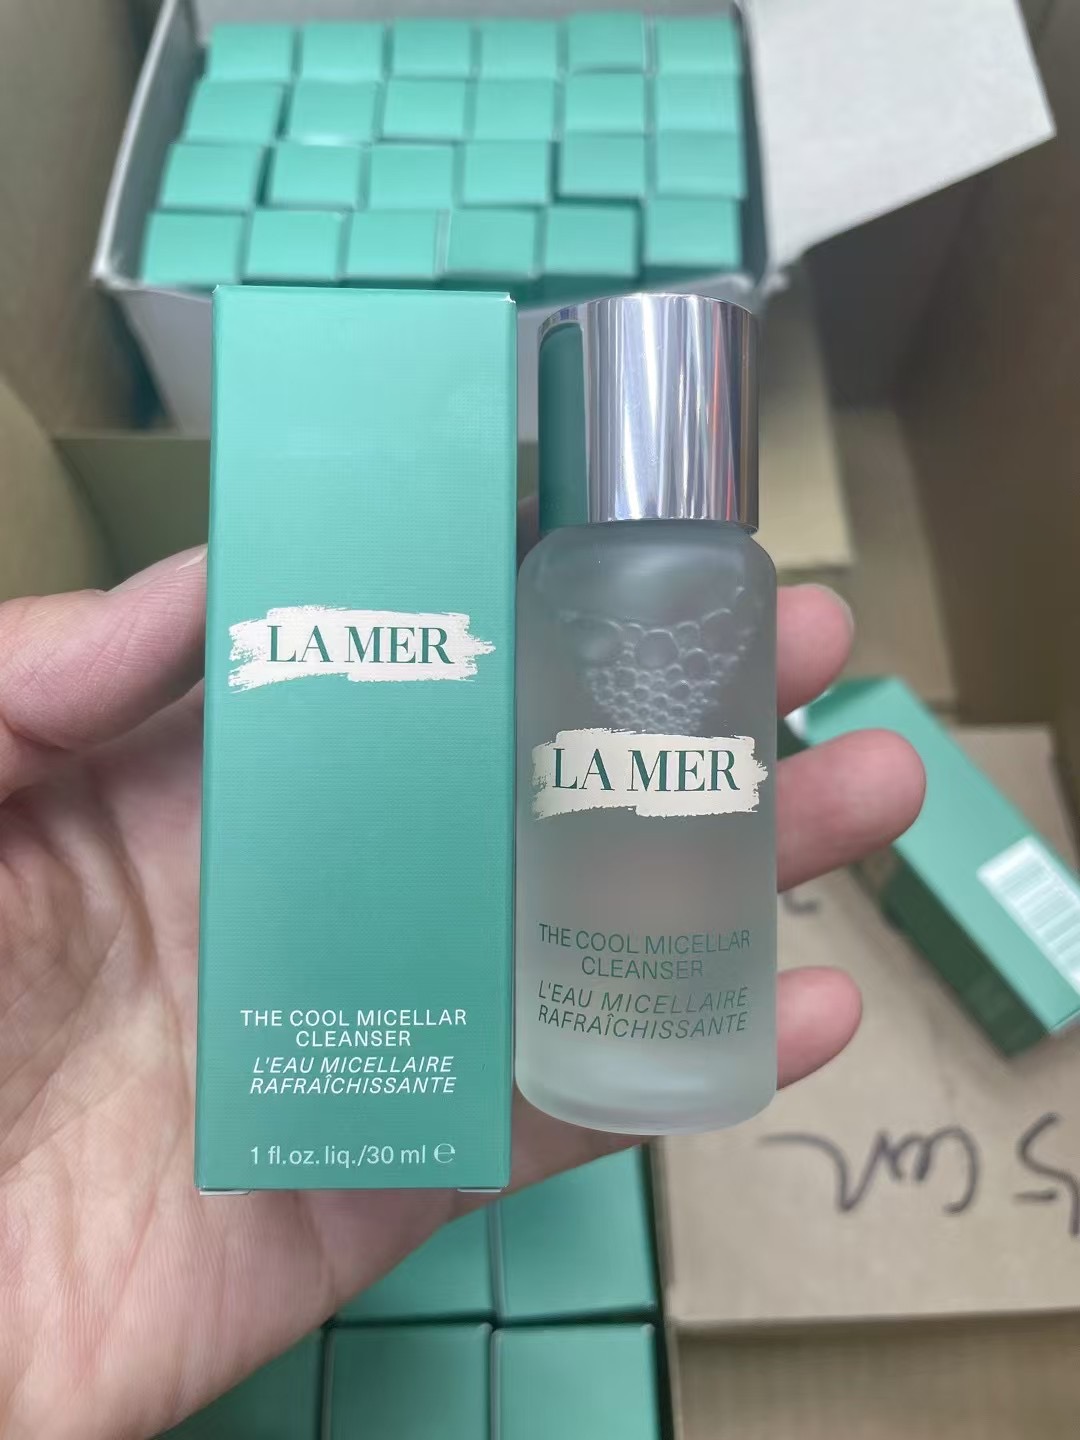 LA MER
THE COOL MICELLAR
CLEANSER
L'EAU MICELLAIRE
RAFRAÎCHISSANTE
1 fl.oz.liq./30 ml ℮
LA MER
THE COOL MICELLAR
CLEANSER
L'EAU MICELLAIRE
RAFRAÎCHISSANTE